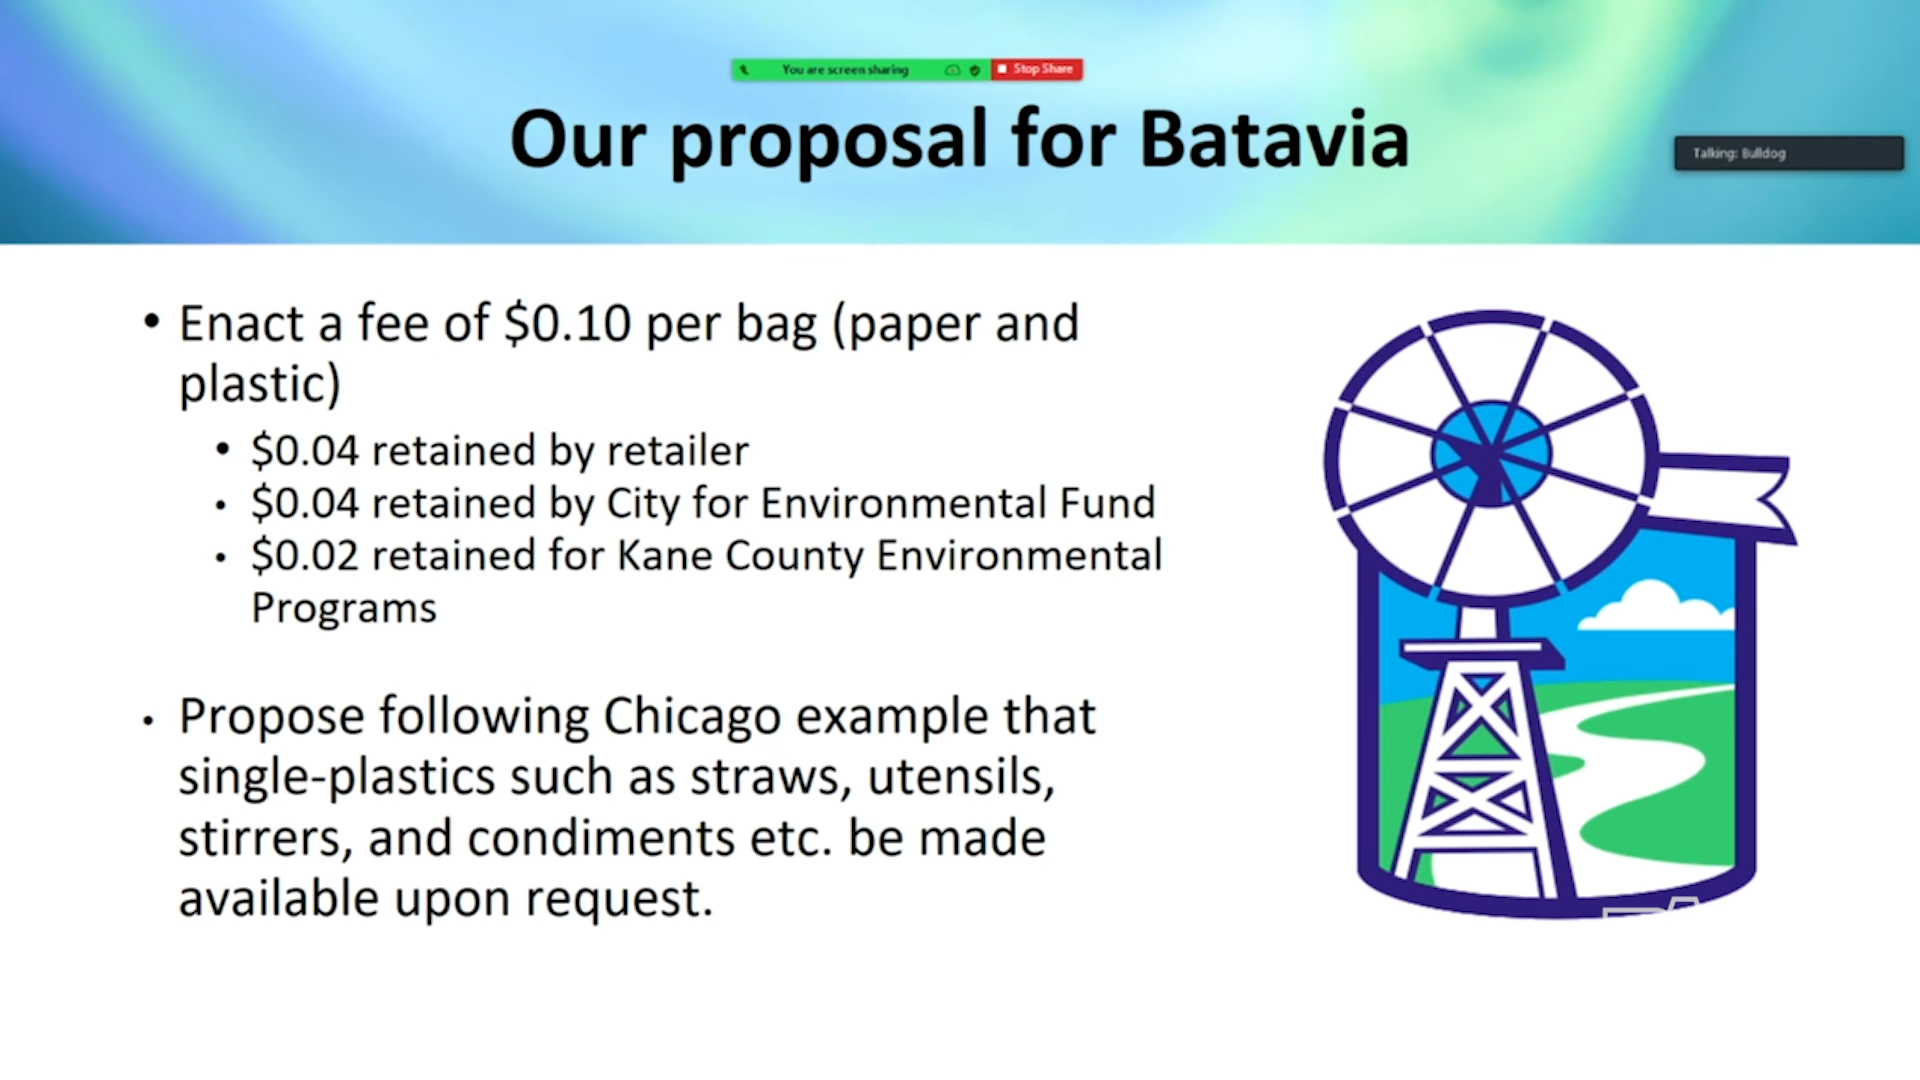 You are screen sharing
Stop Share
Our proposal for Batavia
Talking: Bulldog
• Enact a fee of $0.10 per bag (paper and
plastic)
• $0.04 retained by retailer
• $0.04 retained by City for Environmental Fund
• $0.02 retained for Kane County Environmental
Programs
• Propose following Chicago example that
single-plastics such as straws, utensils,
stirrers, and condiments etc. be made
available upon request.